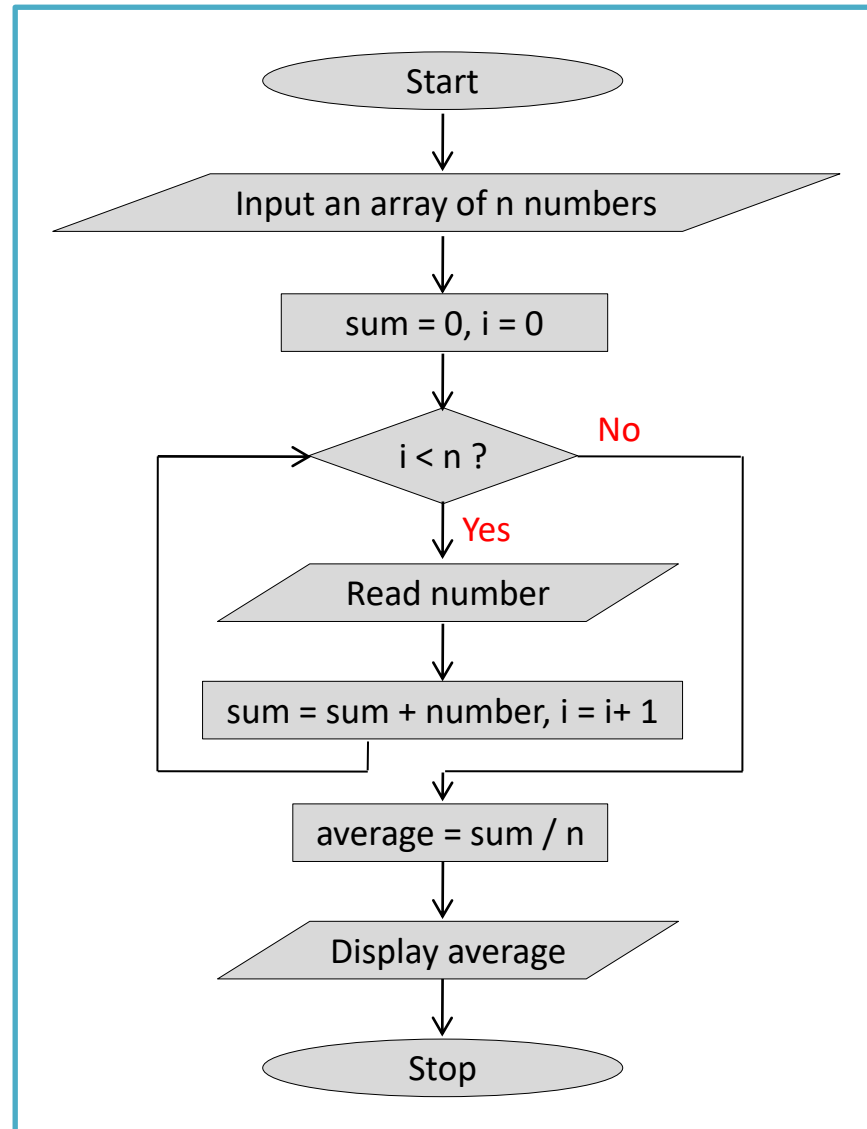 Start
Input an array of n numbers
sum = 0, i = 0
i < n ?
No
Yes
Read number
sum = sum + number, i = i+ 1
average = sum / n
Display average
Stop